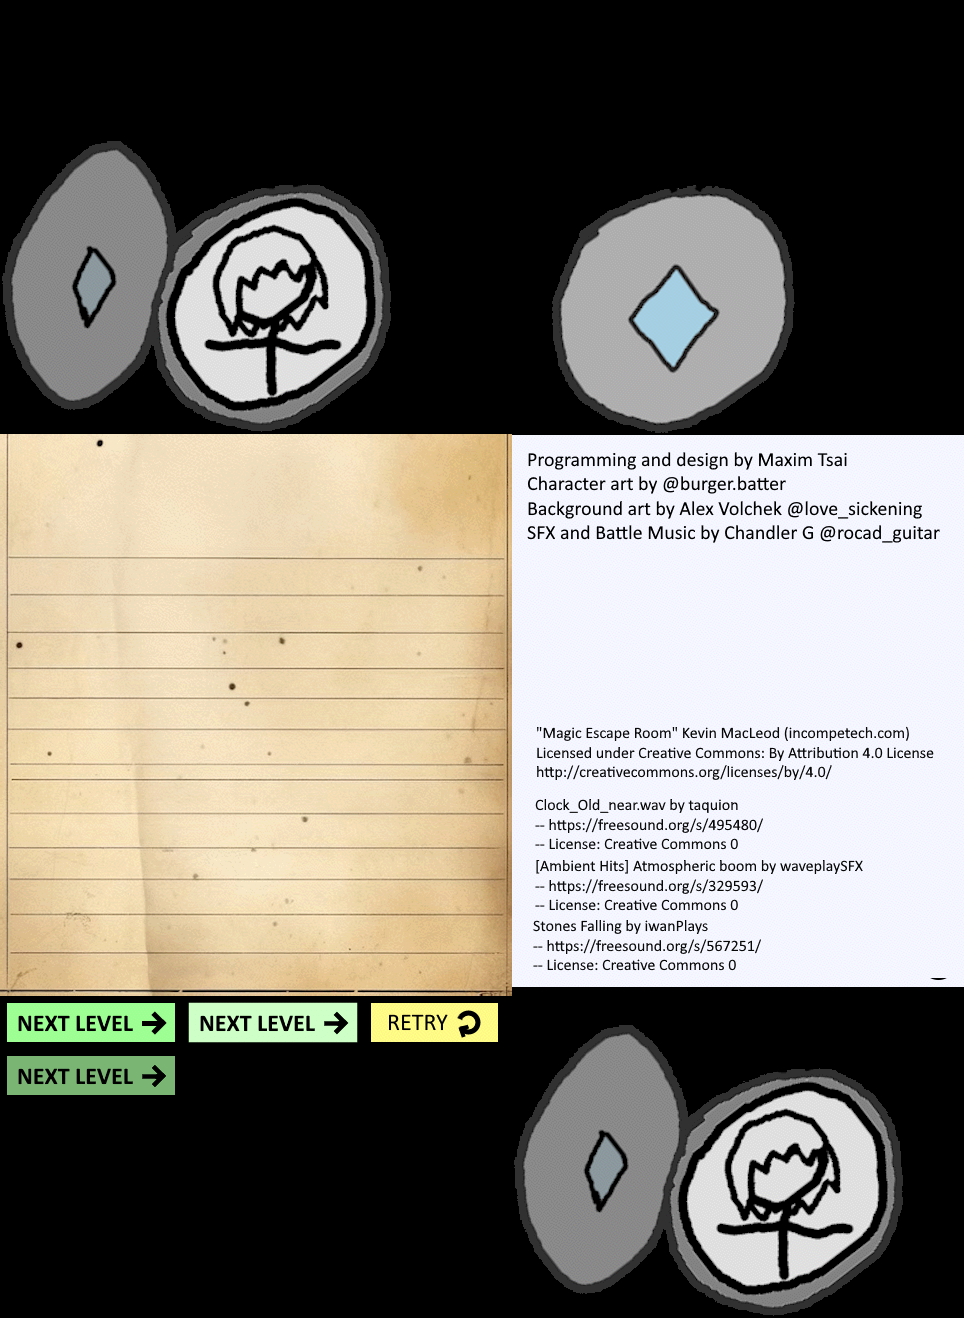 Programming and design by Maxim Tsai
Character art by @burger.batter
Background art by Alex Volchek @love_sickening
SFX and Battle Music by Chandler G @rocad_guitar
"Magic Escape Room" Kevin MacLeod (incompetech.com)
Licensed under Creative Commons: By Attribution 4.0 License
http://creativecommons.org/licenses/by/4.0/
Clock_Old_near.wav by taquion
-- https://freesound.org/s/495480/
-- License: Creative Commons 0
[Ambient Hits] Atmospheric boom by waveplaySFX
-- https://freesound.org/s/329593/
-- License: Creative Commons 0
Stones Falling by iwanPlays
-- https://freesound.org/s/567251/
-- License: Creative Commons 0
NEXT LEVEL
NEXT LEVEL
RETRY
NEXT LEVEL